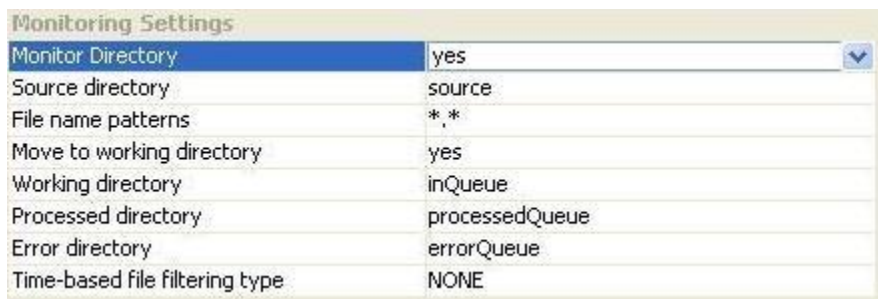 Monitoring Settings
Monitor Directory yes
Source directory source
File name patterns *.*
Move to working directory yes
Working directory inQueue
Processed directory processedQueue
Error directory errorQueue
Time-based file filtering type NONE